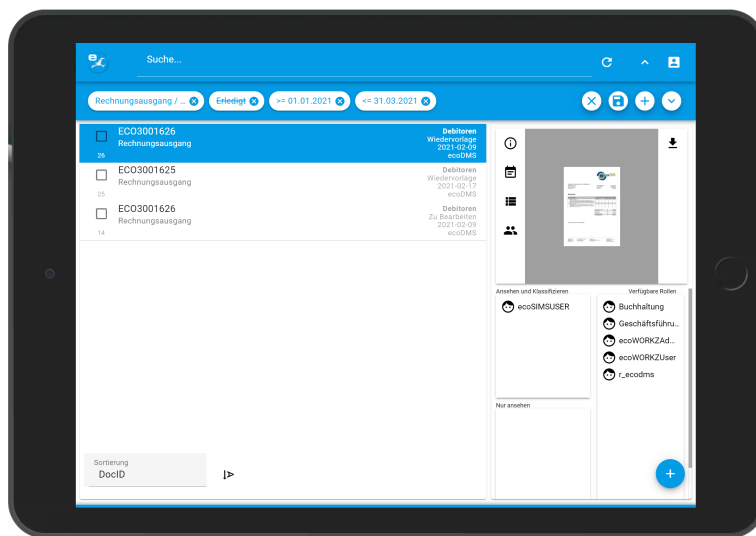 Suche...
Rechnungsausgang / ...
Erledigt
>= 01.01.2021
<= 31.03.2021
ECO3001626
Rechnungsausgang
26
Debitoren
Wiedervorlage
2021-02-09
ecoDMS
ECO3001625
Rechnungsausgang
25
Debitoren
Wiedervorlage
2021-02-17
ecoDMS
ECO3001626
Rechnungsausgang
14
Debitoren
Zu Bearbeiten
2021-02-09
ecoDMS
Ansehen und Klassifizieren
ecoSIMSUSER
Verfügbare Rollen
Buchhaltung
Geschäftsführu..
ecoWORKZAd...
ecoWORKZUser
r_ecodms
Nur ansehen
Sortierung
DocID